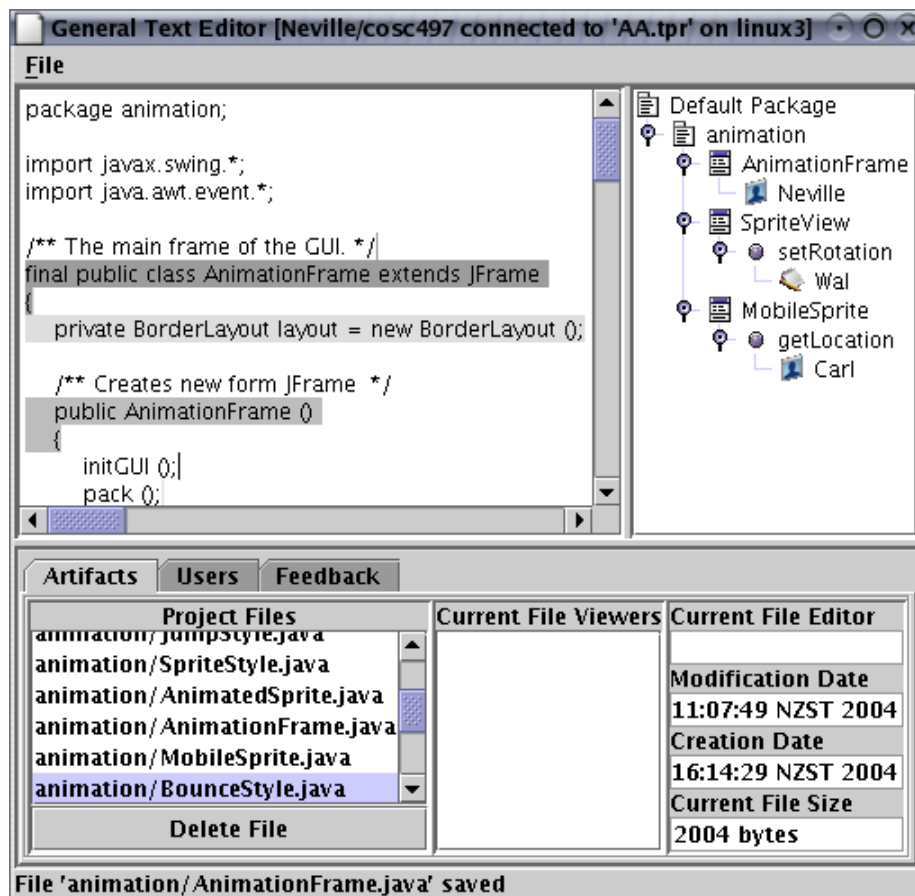 General Text Editor [Neville/cosc497 connected to 'AA.tpr' on linux3]
File
package animation;
import javax.swing.*;
import java.awt.event.*;
/** The main frame of the GUI. */
final public class AnimationFrame extends JFrame
{
private BorderLayout layout = new BorderLayout ();
/** Creates new form JFrame */
public AnimationFrame ()
{
initGUI ();
pack ();
Default Package
animation
AnimationFrame
Neville
SpriteView
setRotation
Wal
MobileSprite
getLocation
Carl
Artifacts Users Feedback
Project Files
animation/JumpStyle.java
animation/SpriteStyle.java
animation/AnimatedSprite.java
animation/AnimationFrame.java
animation/MobileSprite.java
animation/BounceStyle.java
Delete File
Current File Viewers
Current File Editor
Modification Date
11:07:49 NZST 2004
Creation Date
16:14:29 NZST 2004
Current File Size
2004 bytes
File 'animation/AnimationFrame.java' saved